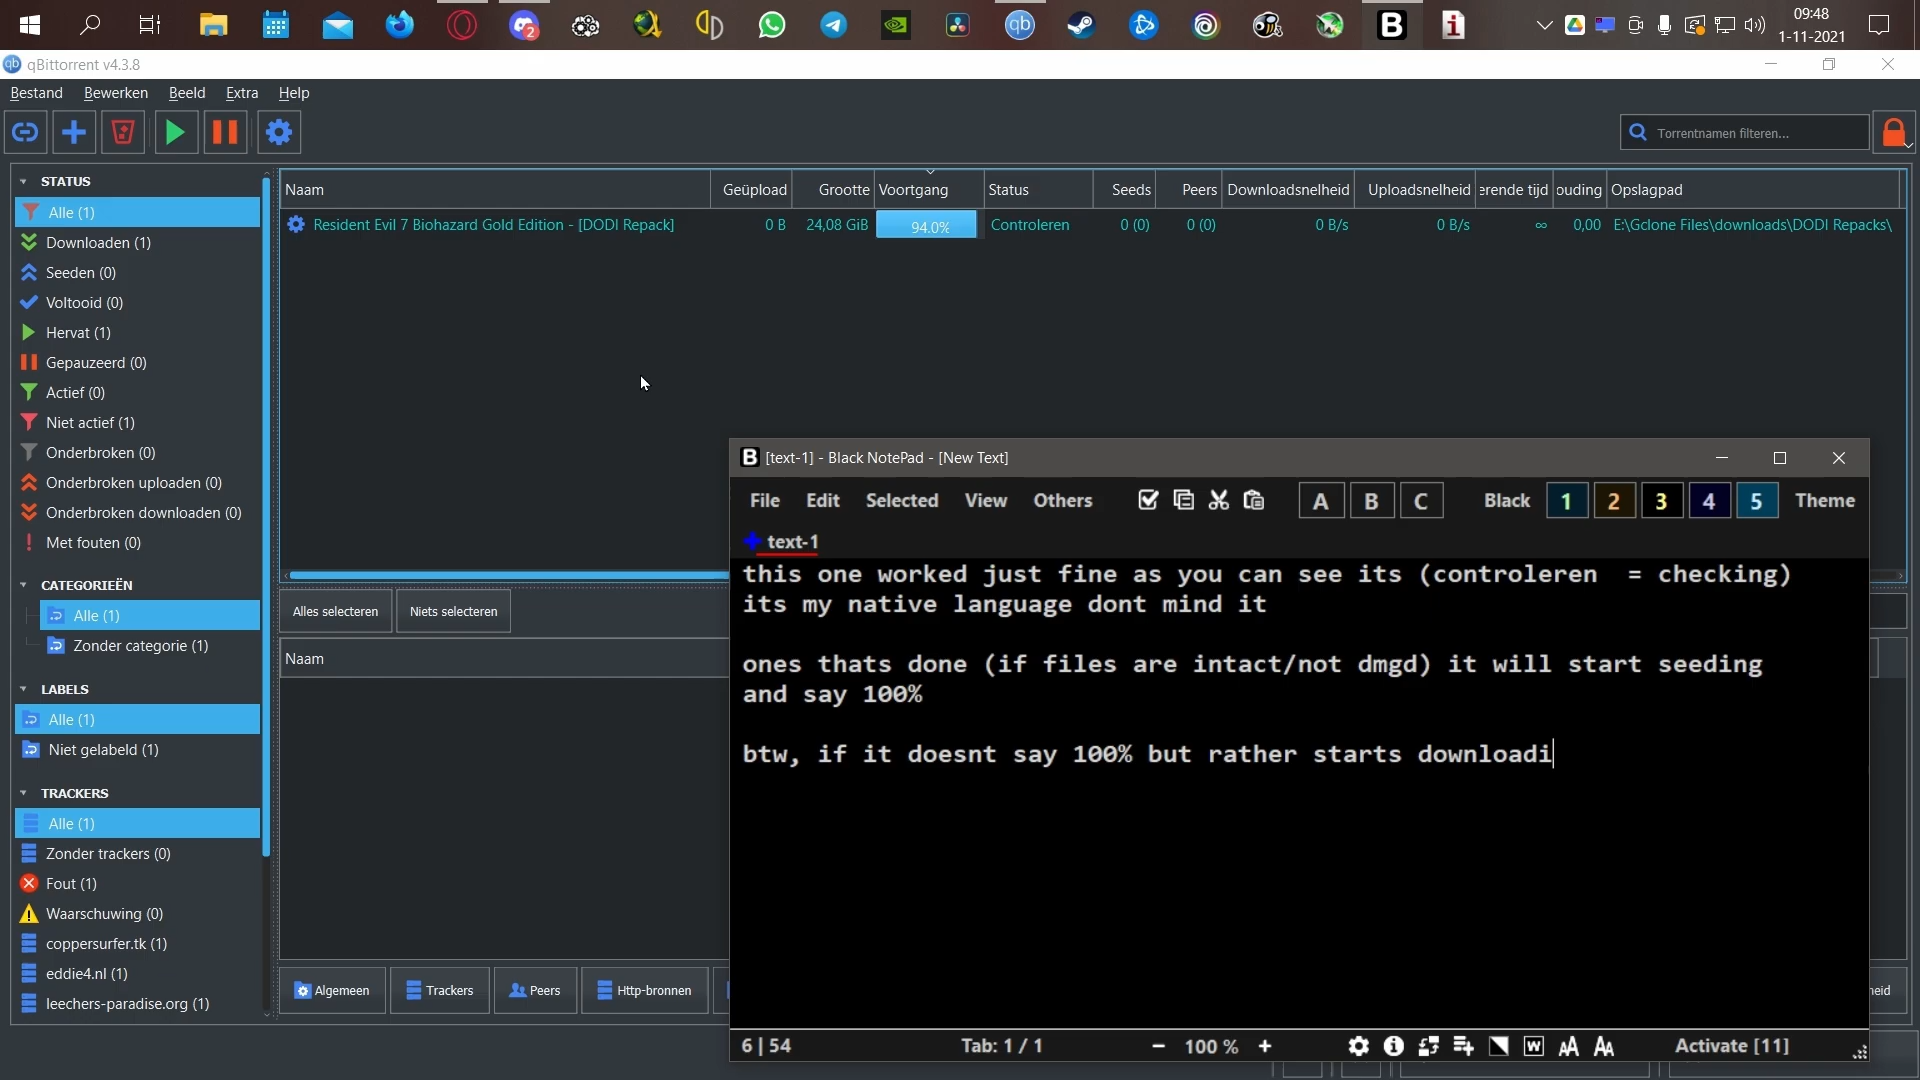 09:48
1-11-2021
qBittorrent v4.3.8
Bestand Bewerken Beeld Extra Help
Torrentnamen filteren...
STATUS
Alle (1)
Downloaden (1)
Seeden (0)
Voltooid (0)
Hervat (1)
Gepauzeerd (0)
Actief (0)
Niet actief (1)
Onderbroken (0)
Onderbroken uploaden (0)
Onderbroken downloaden (0)
Met fouten (0)
CATEGORIEËN
Alle (1)
Zonder categorie (1)
LABELS
Alle (1)
Niet gelabeld (1)
TRACKERS
Alle (1)
Zonder trackers (0)
Fout (1)
Waarschuwing (0)
coppersurfer.tk (1)
eddie4.nl (1)
leechers-paradise.org (1)
Naam Geüpload Grootte Voortgang Status Seeds Peers Downloadsnelheid Uploadsnelheid erende tijd ouding Opslagpad
Resident Evil 7 Biohazard Gold Edition - [DODI Repack] 0 B 24,08 GiB 94.0% Controleren 0 (0) 0 (0) 0 B/s 0 B/s ∞ 0,00 E:\Gclone Files\downloads\DODI Repacks\
Alles selecteren Niets selecteren
Naam
Algemeen Trackers Peers Http-bronnen heid
[text-1] - Black NotePad - [New Text]
File Edit Selected View Others A B C Black 1 2 3 4 5 Theme
text-1
this one worked just fine as you can see its (controleren = checking)
its my native language dont mind it
ones thats done (if files are intact/not dmgd) it will start seeding
and say 100%
btw, if it doesnt say 100% but rather starts downloadi
6 | 54 Tab: 1 / 1 − 100 % + Activate [11]